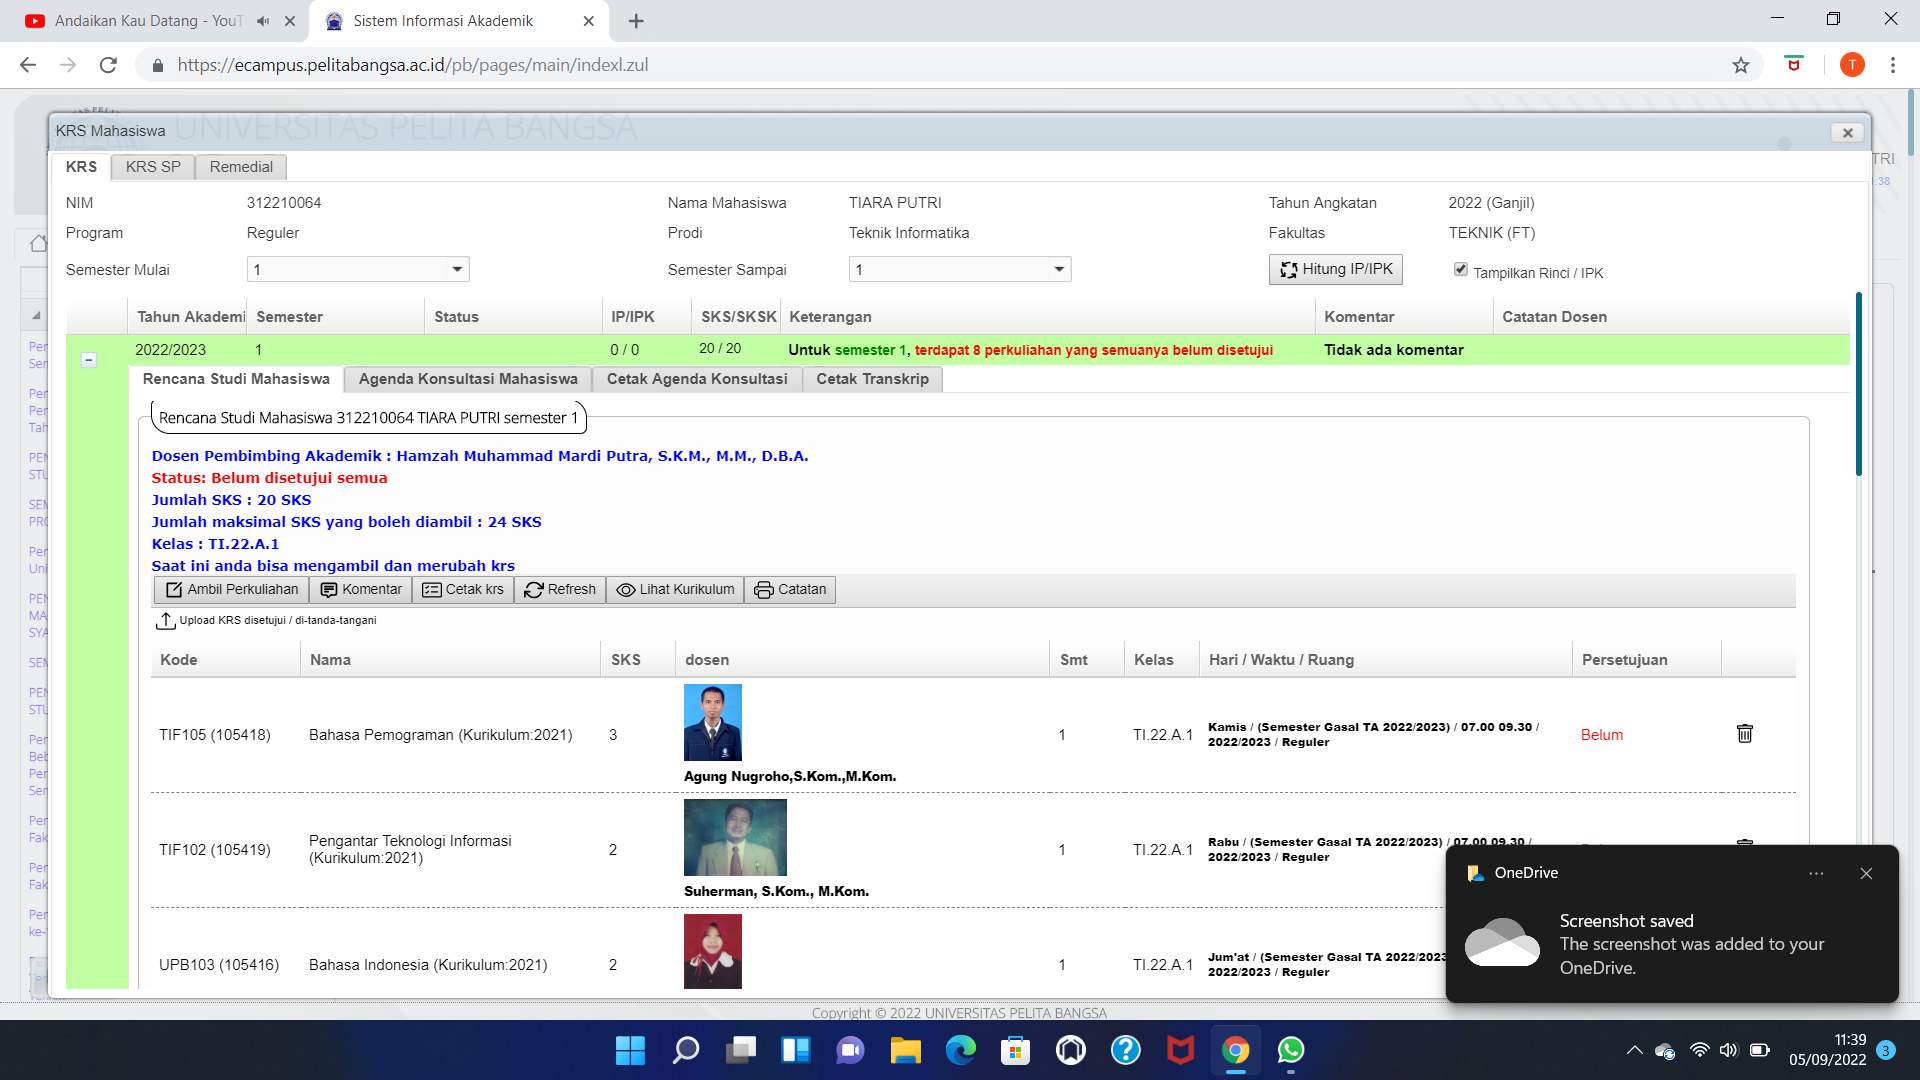 Andaikan Kau Datang - YouT
Sistem Informasi Akademik
https://ecampus.pelitabangsa.ac.id/pb/pages/main/indexl.zul
T
UNIVERSITAS PELITA BANGSA
KRS Mahasiswa
KRS
KRS SP
Remedial
TRI
:38
NIM
312210064
Nama Mahasiswa
TIARA PUTRI
Tahun Angkatan
2022 (Ganjil)
Program
Reguler
Prodi
Teknik Informatika
Fakultas
TEKNIK (FT)
Semester Mulai
1
Semester Sampai
1
Hitung IP/IPK
Tampilkan Rinci / IPK
Tahun Akademi
Semester
Status
IP/IPK
SKS/SKSK
Keterangan
Komentar
Catatan Dosen
2022/2023
1
0 / 0
20 / 20
Untuk semester 1, terdapat 8 perkuliahan yang semuanya belum disetujui
Tidak ada komentar
Rencana Studi Mahasiswa
Agenda Konsultasi Mahasiswa
Cetak Agenda Konsultasi
Cetak Transkrip
Rencana Studi Mahasiswa 312210064 TIARA PUTRI semester 1
Dosen Pembimbing Akademik : Hamzah Muhammad Mardi Putra, S.K.M., M.M., D.B.A.
Status: Belum disetujui semua
Jumlah SKS : 20 SKS
Jumlah maksimal SKS yang boleh diambil : 24 SKS
Kelas : TI.22.A.1
Saat ini anda bisa mengambil dan merubah krs
Ambil Perkuliahan
Komentar
Cetak krs
Refresh
Lihat Kurikulum
Catatan
Upload KRS disetujui / di-tanda-tangani
Kode
Nama
SKS
dosen
Smt
Kelas
Hari / Waktu / Ruang
Persetujuan
TIF105 (105418)
Bahasa Pemograman (Kurikulum:2021)
3
Agung Nugroho,S.Kom.,M.Kom.
1
TI.22.A.1
Kamis / (Semester Gasal TA 2022/2023) / 07.00 09.30 /
2022/2023 / Reguler
Belum
TIF102 (105419)
Pengantar Teknologi Informasi
(Kurikulum:2021)
2
Suherman, S.Kom., M.Kom.
1
TI.22.A.1
Rabu / (Semester Gasal TA 2022/2023) / 07.00 09.30 /
2022/2023 / Reguler
UPB103 (105416)
Bahasa Indonesia (Kurikulum:2021)
2
1
TI.22.A.1
Jum'at / (Semester Gasal TA 2022/2023
2022/2023 / Reguler
OneDrive
Screenshot saved
The screenshot was added to your
OneDrive.
Copyright © 2022 UNIVERSITAS PELITA BANGSA
11:39
05/09/2022
3